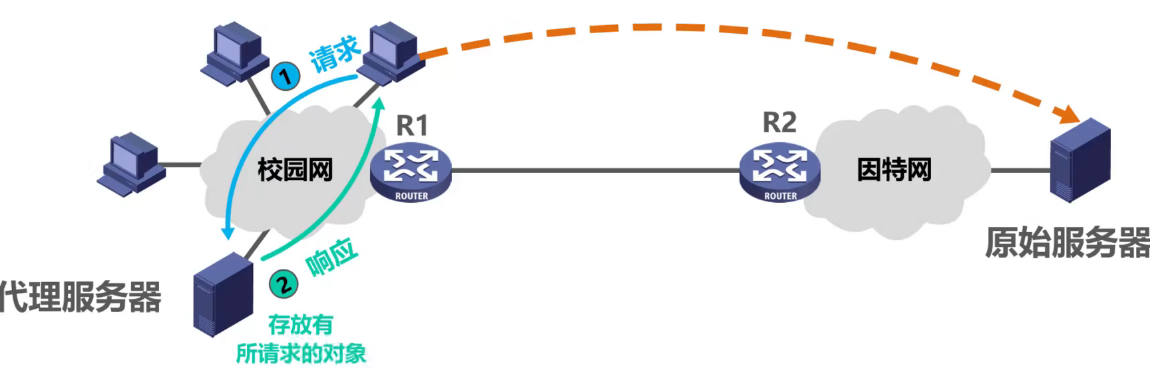 1 请求
R1
R2
校园网
因特网
ROUTER
ROUTER
原始服务器
响应
2
代理服务器
存放有
所请求的对象